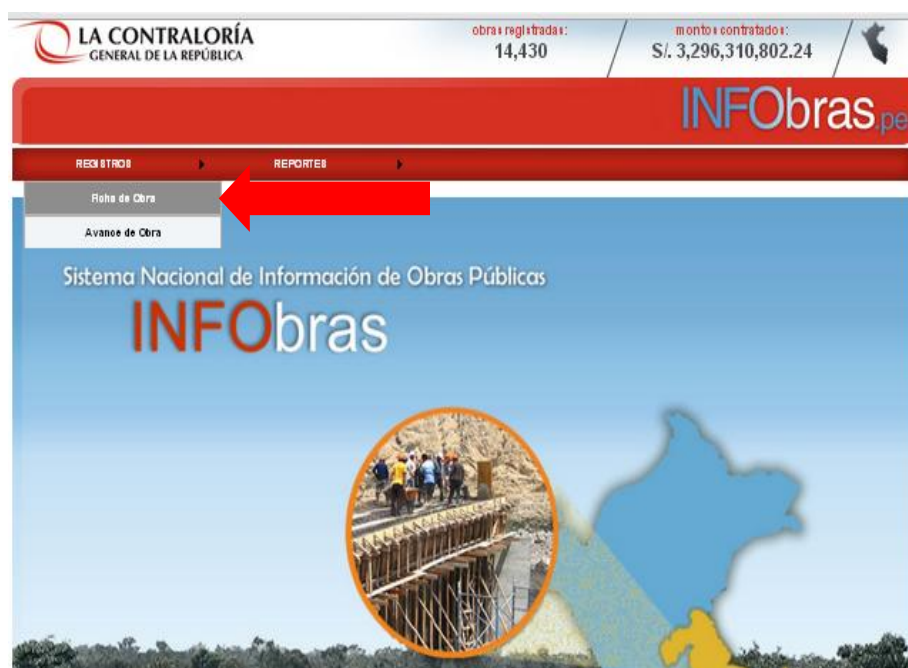 LA CONTRALORÍA
GENERAL DE LA REPÚBLICA
obras registradas:
14,430
montos contratados:
S/. 3,296,310,802.24
INFObras.pe
REGISTROS
REPORTES
Ficha de Obra
Avance de Obra
Sistema Nacional de Información de Obras Públicas
INFObras